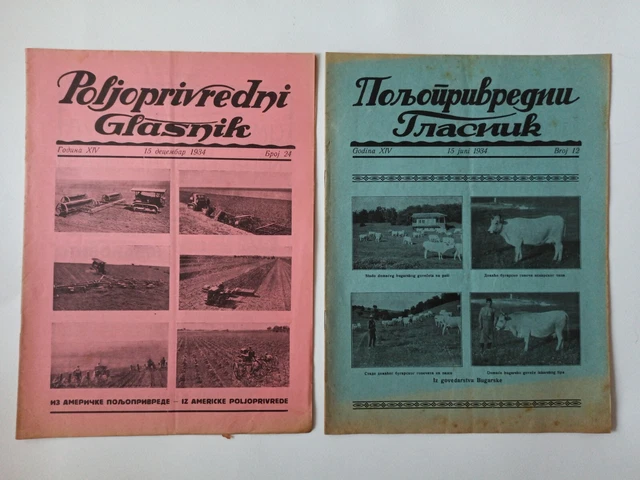 Poljoprivredni
Glasnik
Година XIV 15 децембар 1934 Број 24
ИЗ АМЕРИЧКЕ ПОЉОПРИВРЕДЕ — IZ AMERICKE POLJOPRIVREDE
Пољопривредни
Гласник
Godina XIV 15 juni 1934 Broj 12
Iz govedarstva Bugarske